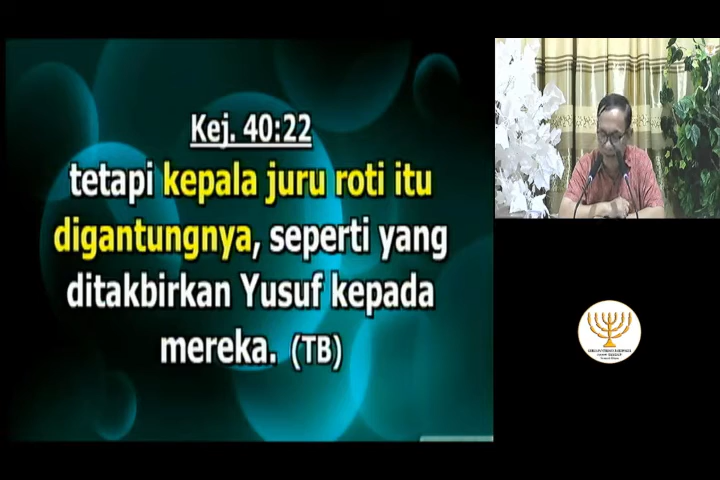 Kej. 40:22
tetapi kepala juru roti itu
digantungnya, seperti yang
ditakbirkan Yusuf kepada
mereka. (TB)